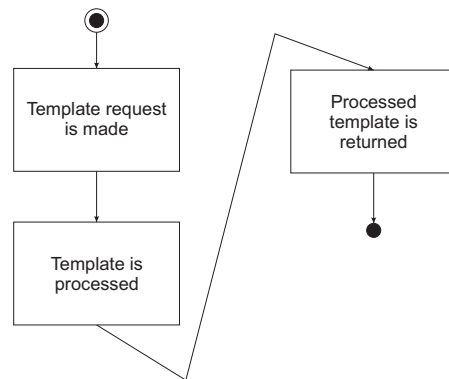 Template request
is made
Template is
processed
Processed
template is
returned